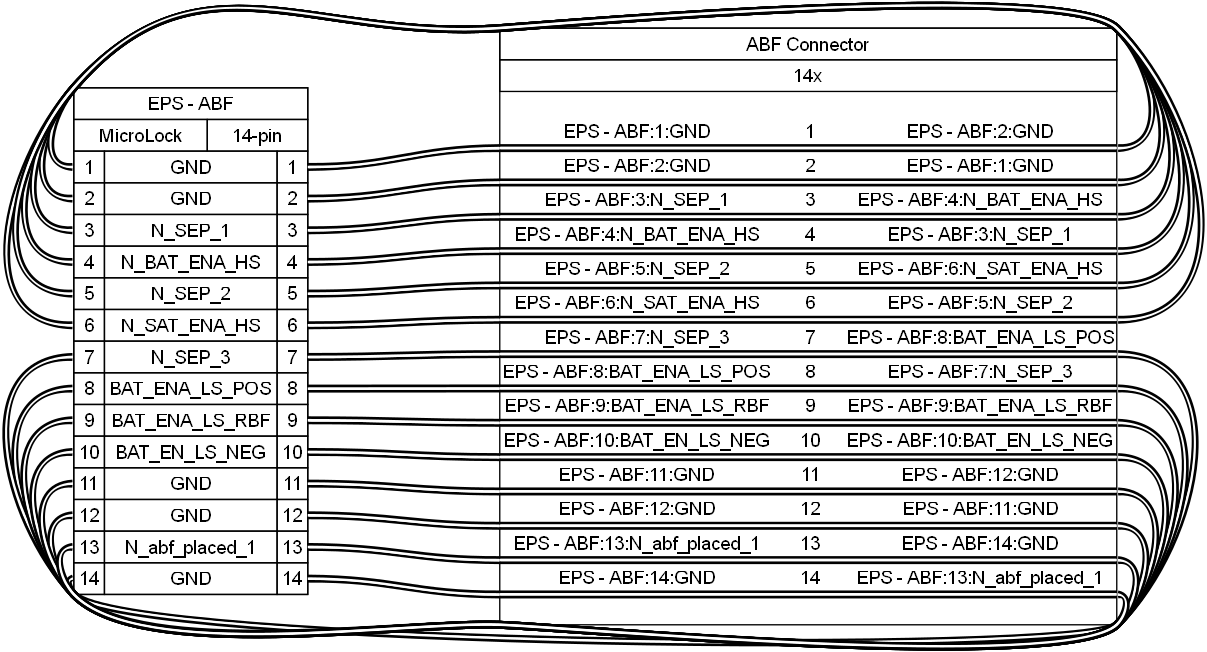 EPS - ABF
MicroLock 14-pin
1 GND 1
2 GND 2
3 N_SEP_1 3
4 N_BAT_ENA_HS 4
5 N_SEP_2 5
6 N_SAT_ENA_HS 6
7 N_SEP_3 7
8 BAT_ENA_LS_POS 8
9 BAT_ENA_LS_RBF 9
10 BAT_EN_LS_NEG 10
11 GND 11
12 GND 12
13 N_abf_placed_1 13
14 GND 14
ABF Connector
14x
EPS - ABF:1:GND 1 EPS - ABF:2:GND
EPS - ABF:2:GND 2 EPS - ABF:1:GND
EPS - ABF:3:N_SEP_1 3 EPS - ABF:4:N_BAT_ENA_HS
EPS - ABF:4:N_BAT_ENA_HS 4 EPS - ABF:3:N_SEP_1
EPS - ABF:5:N_SEP_2 5 EPS - ABF:6:N_SAT_ENA_HS
EPS - ABF:6:N_SAT_ENA_HS 6 EPS - ABF:5:N_SEP_2
EPS - ABF:7:N_SEP_3 7 EPS - ABF:8:BAT_ENA_LS_POS
EPS - ABF:8:BAT_ENA_LS_POS 8 EPS - ABF:7:N_SEP_3
EPS - ABF:9:BAT_ENA_LS_RBF 9 EPS - ABF:9:BAT_ENA_LS_RBF
EPS - ABF:10:BAT_EN_LS_NEG 10 EPS - ABF:10:BAT_EN_LS_NEG
EPS - ABF:11:GND 11 EPS - ABF:12:GND
EPS - ABF:12:GND 12 EPS - ABF:11:GND
EPS - ABF:13:N_abf_placed_1 13 EPS - ABF:14:GND
EPS - ABF:14:GND 14 EPS - ABF:13:N_abf_placed_1